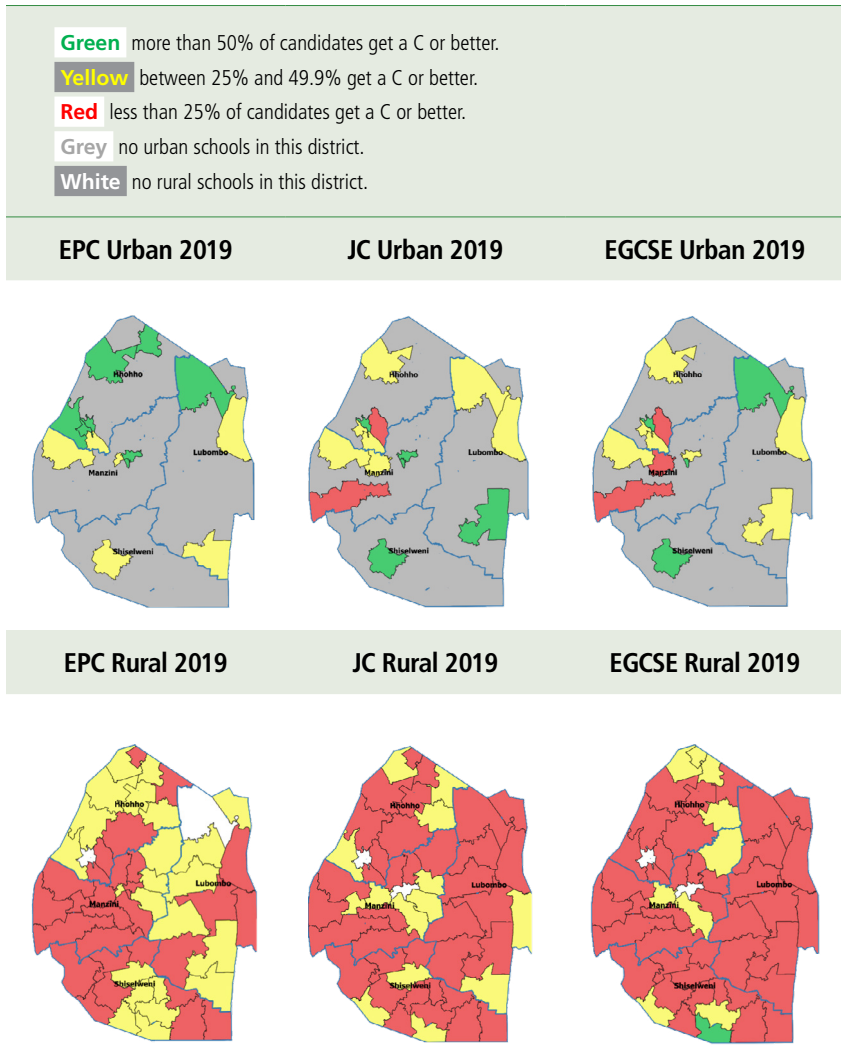 Green more than 50% of candidates get a C or better.
Yellow between 25% and 49.9% get a C or better.
Red less than 25% of candidates get a C or better.
Grey no urban schools in this district.
White no rural schools in this district.
EPC Urban 2019 JC Urban 2019 EGCSE Urban 2019
Hhohho Hhohho Hhohho
Lubombo Lubombo Lubombo
Manzini Manzini Manzini
Shiselweni Shiselweni Shiselweni
EPC Rural 2019 JC Rural 2019 EGCSE Rural 2019
Hhohho Hhohho Hhohho
Lubombo Lubombo Lubombo
Manzini Manzini Manzini
Shiselweni Shiselweni Shiselweni